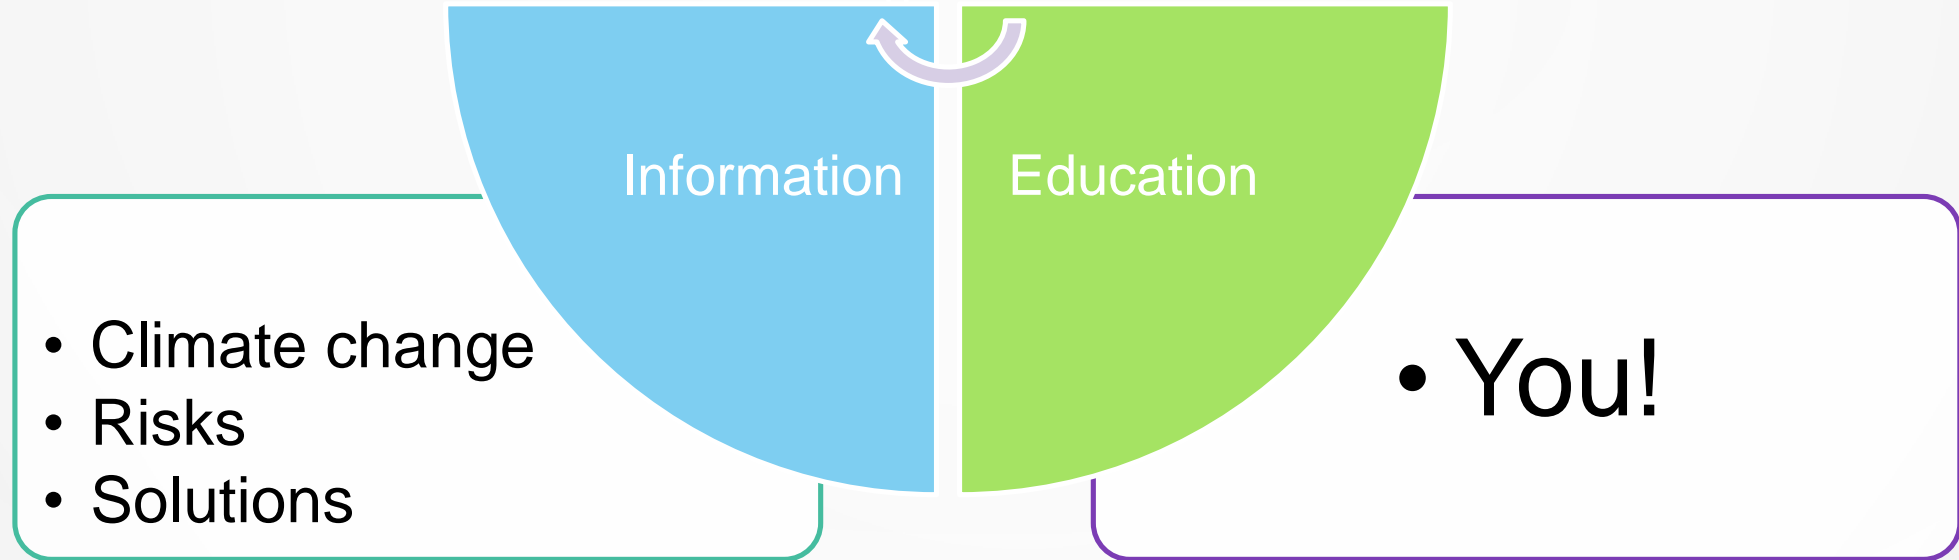 Information
Education
• Climate change
• Risks
• Solutions
• You!